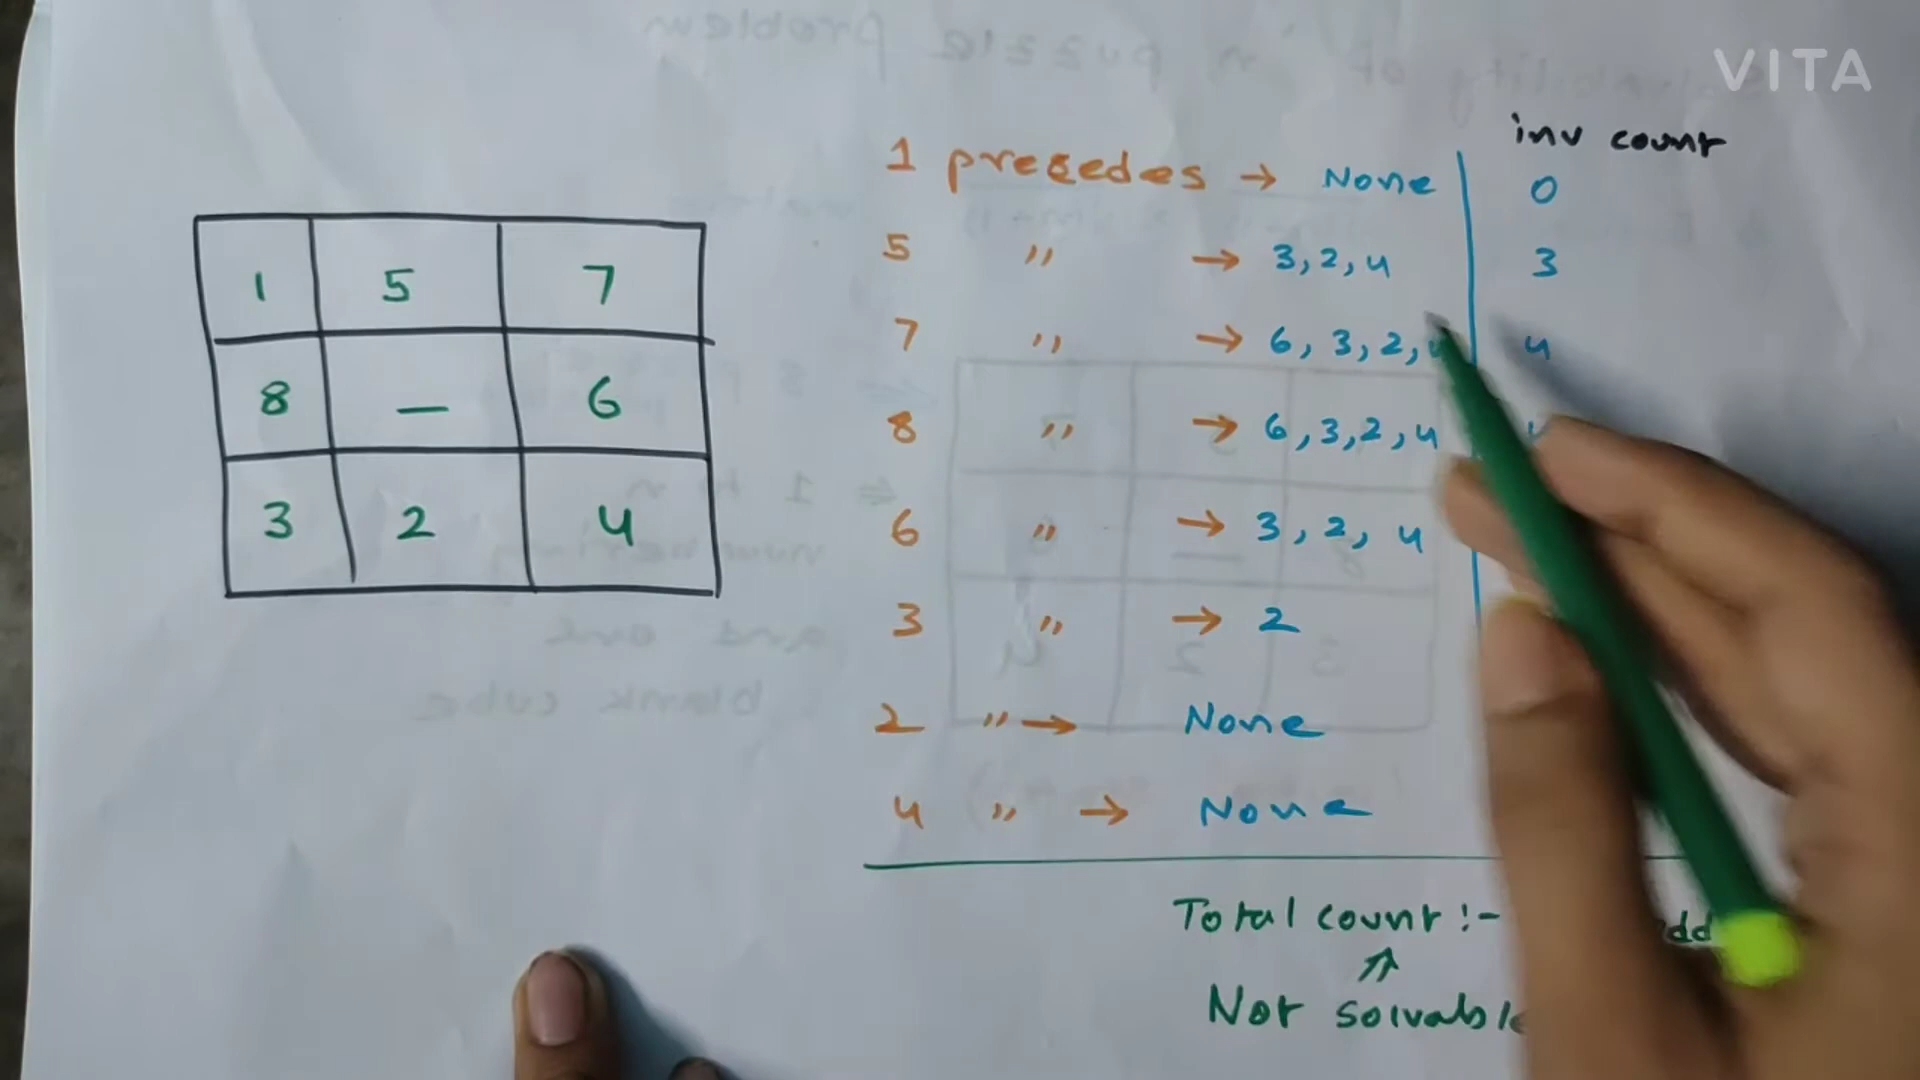 VITA
inv count
1 precedes → None 0
5 " → 3, 2, 4 3
7 " → 6, 3, 2, 4
8 " → 6, 3, 2, 4
6 " → 3, 2, 4
3 " → 2
2 " → None
4 " → None
Total count :-
Not solvable
1 5 7
8 _ 6
3 2 4